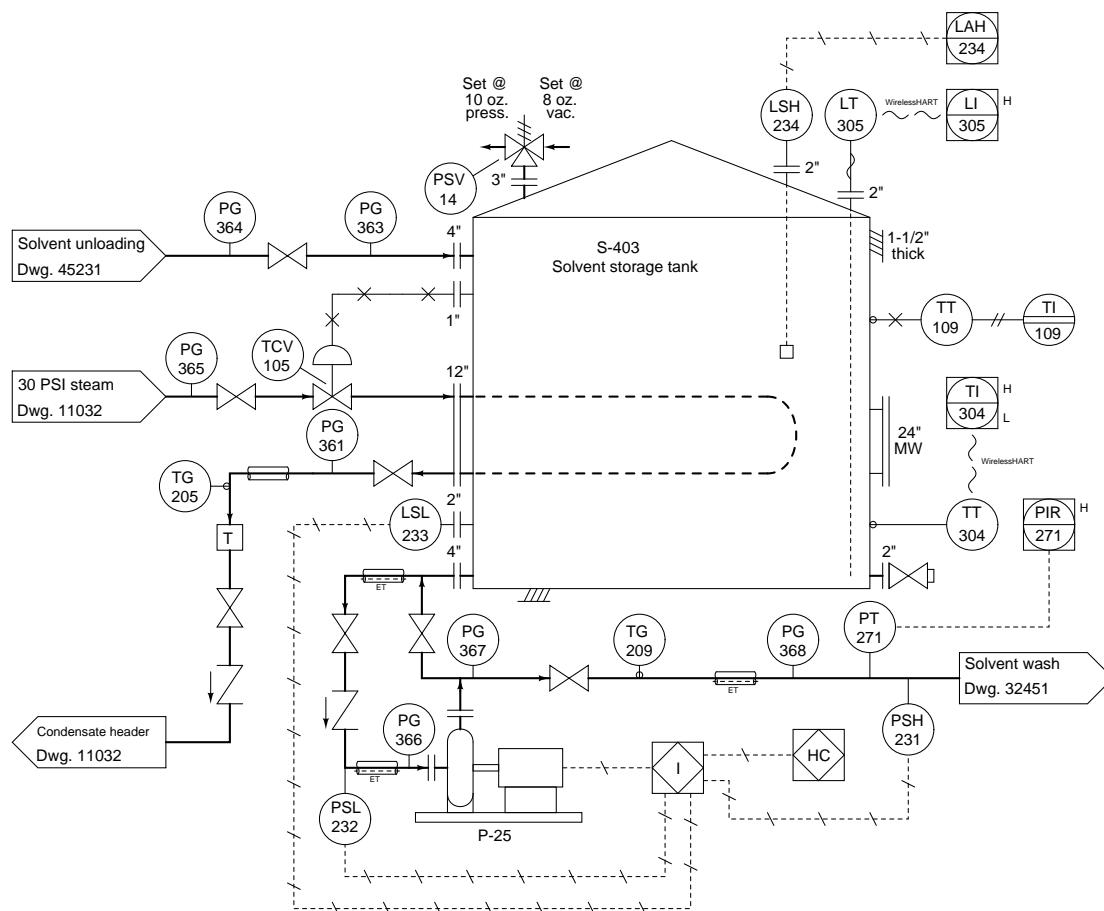 LAH
234
Set @
10 oz.
press.
Set @
8 oz.
vac.
LSH
234
LT
305
WirelessHART
LI
305
H
PSV
14
3"
2"
2"
PG
364
PG
363
4"
Solvent unloading
Dwg. 45231
S-403
Solvent storage tank
1-1/2"
thick
1"
TT
109
TI
109
PG
365
TCV
105
12"
30 PSI steam
Dwg. 11032
TI
304
H
L
PG
361
24"
MW
WirelessHART
TG
205
2"
LSL
233
TT
304
PIR
271
H
T
4"
2"
ET
PG
367
TG
209
PG
368
PT
271
Solvent wash
Dwg. 32451
ET
Condensate header
Dwg. 11032
PG
366
PSH
231
ET
I
HC
PSL
232
P-25